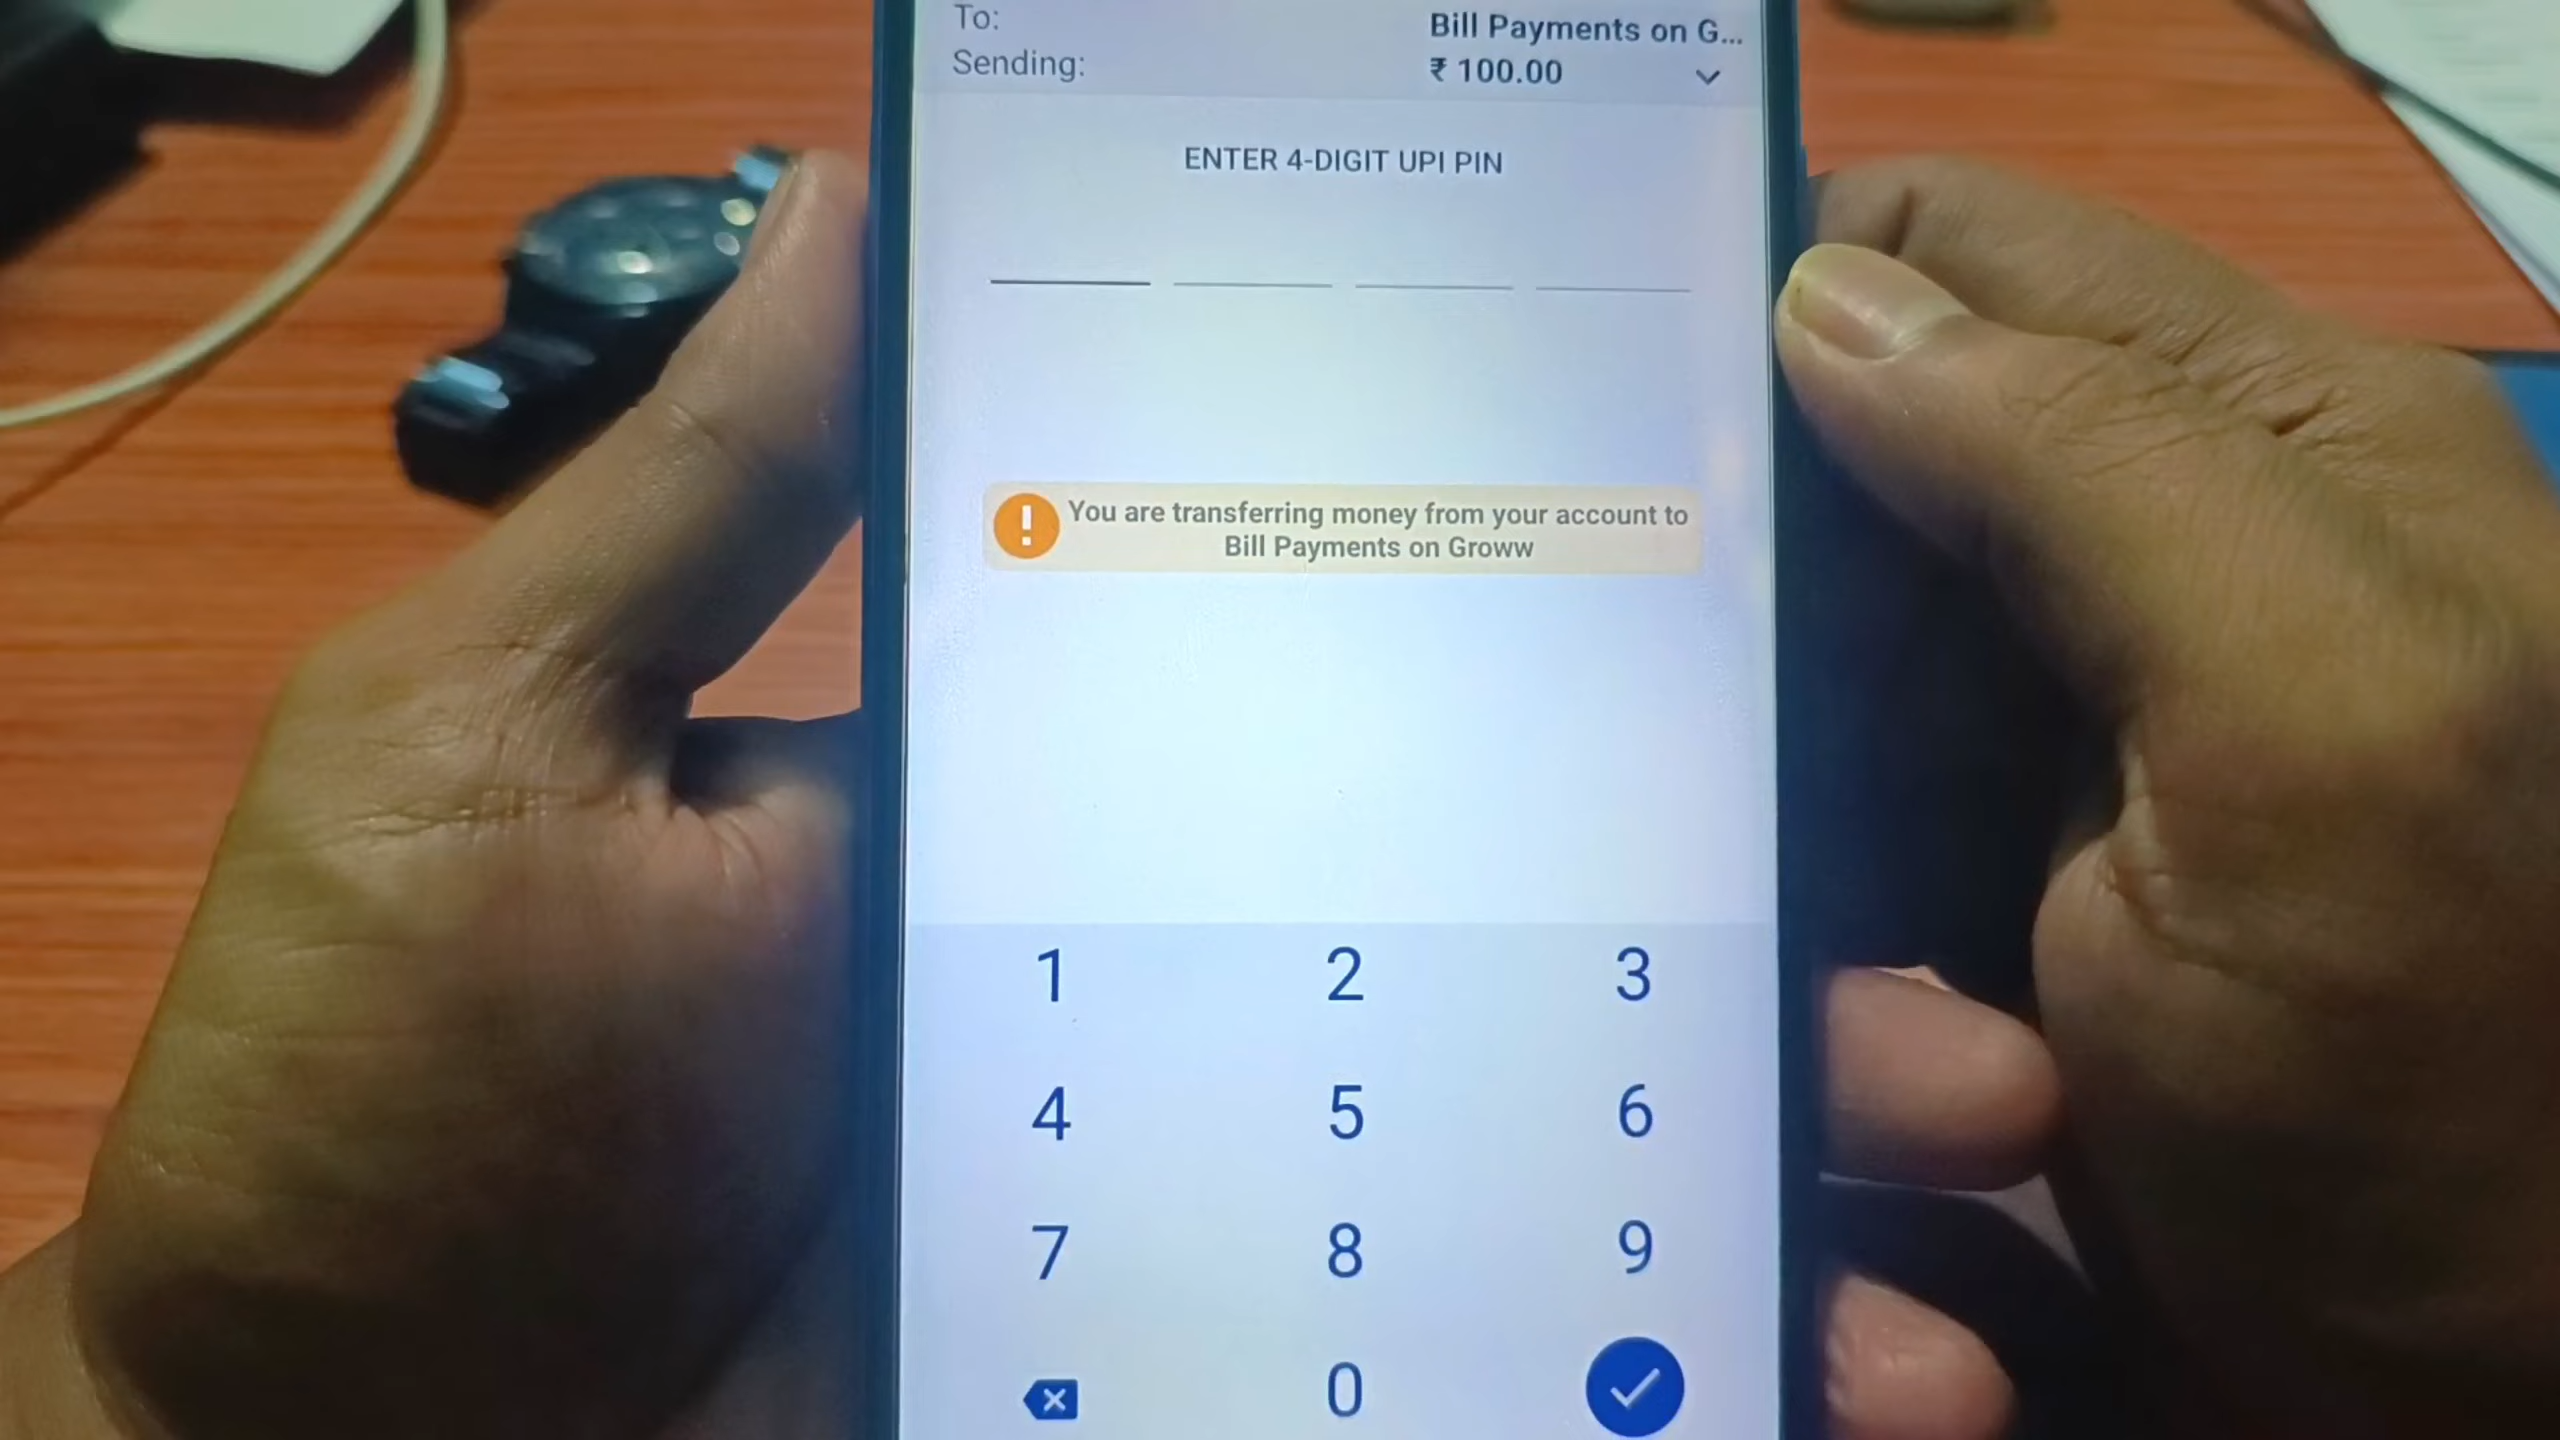 To:
Bill Payments on G...
Sending:
₹ 100.00
ENTER 4-DIGIT UPI PIN
You are transferring money from your account to
Bill Payments on Groww
1 2 3
4 5 6
7 8 9
0